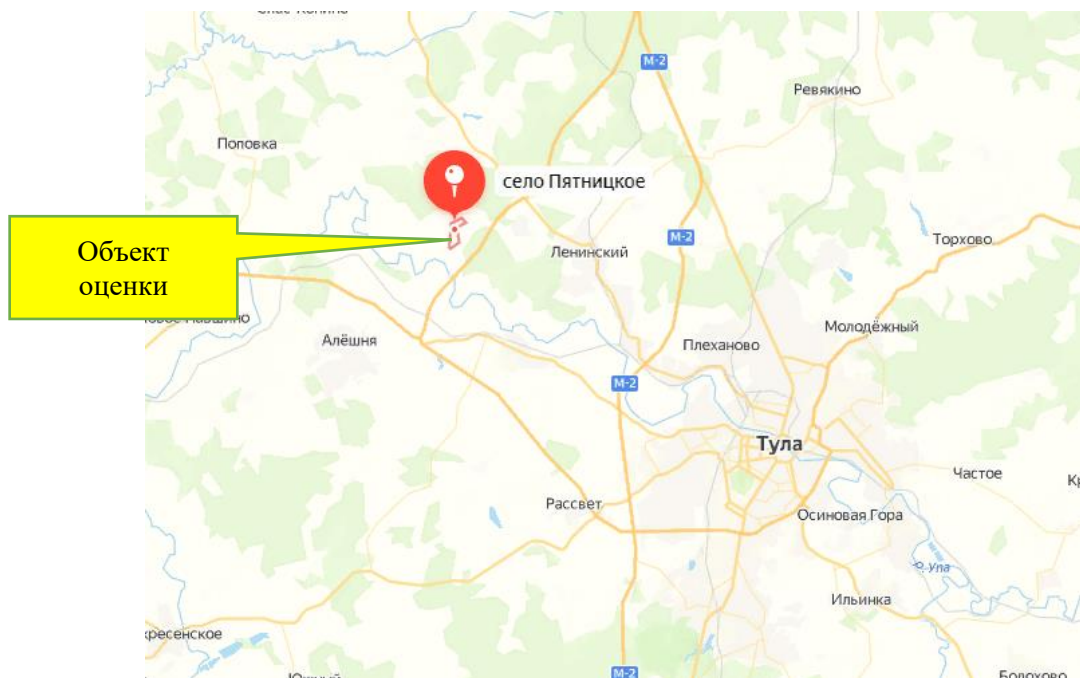 М-2
Ревякино
Поповка
село Пятницкое
Объект
оценки
Ленинский
М-2
Торхово
Алёшня
Молодёжный
Плеханово
М-2
Тула
Частое
Рассвет
Осиновая Гора
р. Упа
Ильинка
М-2